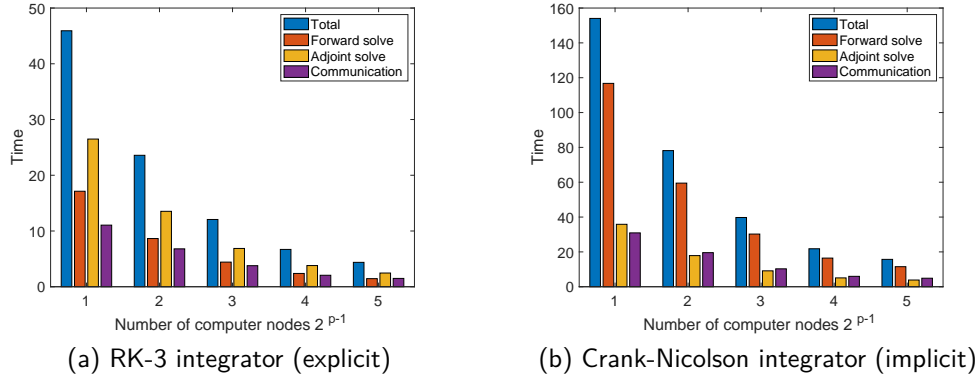 50
40
30
20
10
0
Time
Total
Forward solve
Adjoint solve
Communication
1 2 3 4 5
Number of computer nodes 2 p-1
(a) RK-3 integrator (explicit)
160
140
120
100
80
60
40
20
0
Time
Total
Forward solve
Adjoint solve
Communication
1 2 3 4 5
Number of computer nodes 2 p-1
(b) Crank-Nicolson integrator (implicit)